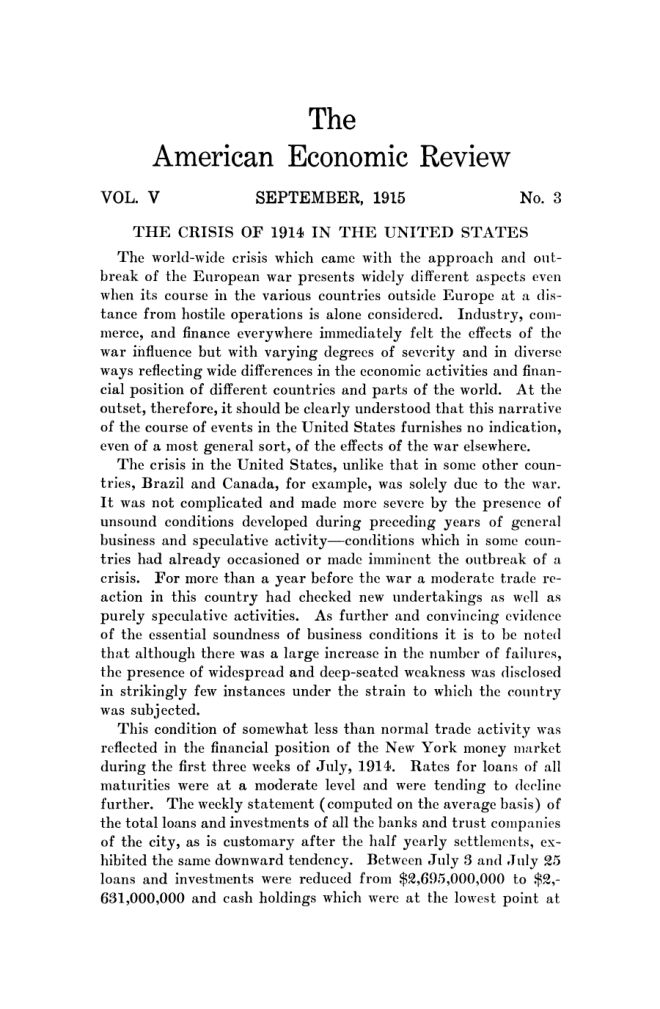 The
American Economic Review
VOL. V SEPTEMBER, 1915 No. 3
THE CRISIS OF 1914 IN THE UNITED STATES
The world-wide crisis which came with the approach and out-
break of the European war presents widely different aspects even
when its course in the various countries outside Europe at a dis-
tance from hostile operations is alone considered. Industry, com-
merce, and finance everywhere immediately felt the effects of the
war influence but with varying degrees of severity and in diverse
ways reflecting wide differences in the economic activities and finan-
cial position of different countries and parts of the world. At the
outset, therefore, it should be clearly understood that this narrative
of the course of events in the United States furnishes no indication,
even of a most general sort, of the effects of the war elsewhere.
The crisis in the United States, unlike that in some other coun-
tries, Brazil and Canada, for example, was solely due to the war.
It was not complicated and made more severe by the presence of
unsound conditions developed during preceding years of general
business and speculative activity—conditions which in some coun-
tries had already occasioned or made imminent the outbreak of a
crisis. For more than a year before the war a moderate trade re-
action in this country had checked new undertakings as well as
purely speculative activities. As further and convincing evidence
of the essential soundness of business conditions it is to be noted
that although there was a large increase in the number of failures,
the presence of widespread and deep-seated weakness was disclosed
in strikingly few instances under the strain to which the country
was subjected.
This condition of somewhat less than normal trade activity was
reflected in the financial position of the New York money market
during the first three weeks of July, 1914. Rates for loans of all
maturities were at a moderate level and were tending to decline
further. The weekly statement (computed on the average basis) of
the total loans and investments of all the banks and trust companies
of the city, as is customary after the half yearly settlements, ex-
hibited the same downward tendency. Between July 3 and July 25
loans and investments were reduced from $2,695,000,000 to $2,-
631,000,000 and cash holdings which were at the lowest point at